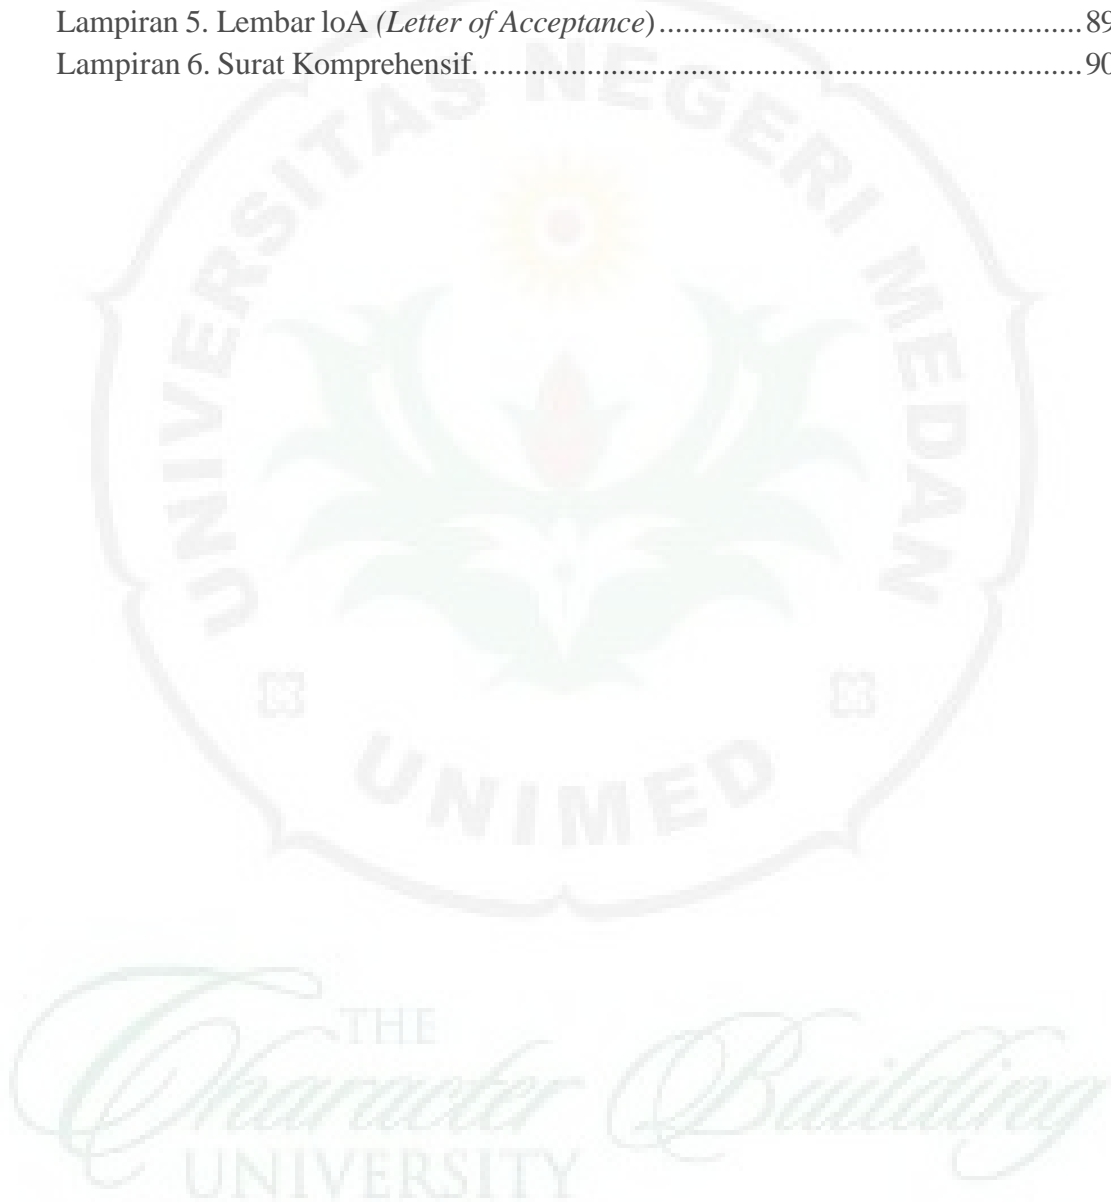 Lampiran 5. Lembar loA (Letter of Acceptance)..........................................................89
Lampiran 6. Surat Komprehensif...................................................................................90
UNIVERSITAS NEGERI MEDAN
UNIMED
THE
Character Building
UNIVERSITY